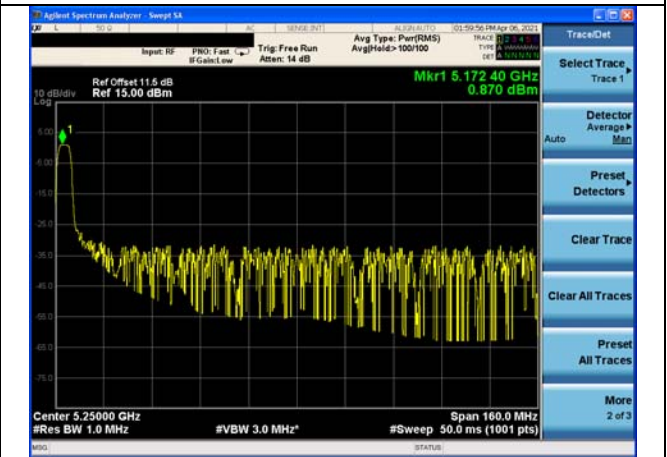 Agilent Spectrum Analyzer - Swept SA
L 50 Ω AC SENSE:INT ALIGN AUTO 01:59:56 PM Apr 06, 2021
Input: RF PNO: Fast Trig: Free Run Avg Type: Pwr(RMS) TRACE 1 2 3 4 5 6
IFGain:Low Atten: 14 dB Avg|Hold:>100/100 TYPE
DET A N N N N N
Mkr1 5.172 40 GHz
Ref Offset 11.5 dB 0.870 dBm
10 dB/div Ref 15.00 dBm
Log
1
5.00
-5.00
-15.0
-25.0
-35.0
-45.0
-55.0
-65.0
-75.0
Center 5.25000 GHz Span 160.0 MHz
#Res BW 1.0 MHz #VBW 3.0 MHz* #Sweep 50.0 ms (1001 pts)
MSG STATUS
Trace/Det
Select Trace
Trace 1
Detector
Average
Auto Man
Preset
Detectors
Clear Trace
Clear All Traces
Preset
All Traces
More
2 of 3